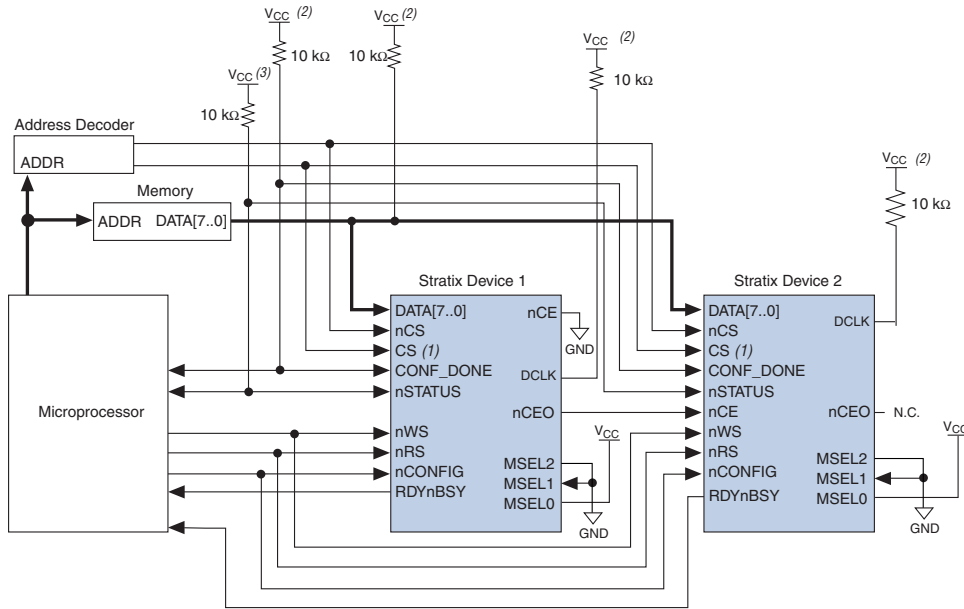 VCC (2)
VCC (2)
VCC (2)
10 kΩ
10 kΩ
10 kΩ
VCC (3)
10 kΩ
Address Decoder
ADDR
VCC (2)
10 kΩ
Memory
ADDR DATA[7..0]
Stratix Device 1
Stratix Device 2
Microprocessor
DATA[7..0]
nCS
CS (1)
CONF_DONE
nSTATUS
nWS
nRS
nCONFIG
RDYnBSY
nCE
GND
DCLK
nCEO
VCC
MSEL2
MSEL1
MSEL0
GND
DATA[7..0]
nCS
CS (1)
CONF_DONE
nSTATUS
nCE
nWS
nRS
nCONFIG
RDYnBSY
DCLK
nCEO
N.C.
VCC
MSEL2
MSEL1
MSEL0
GND